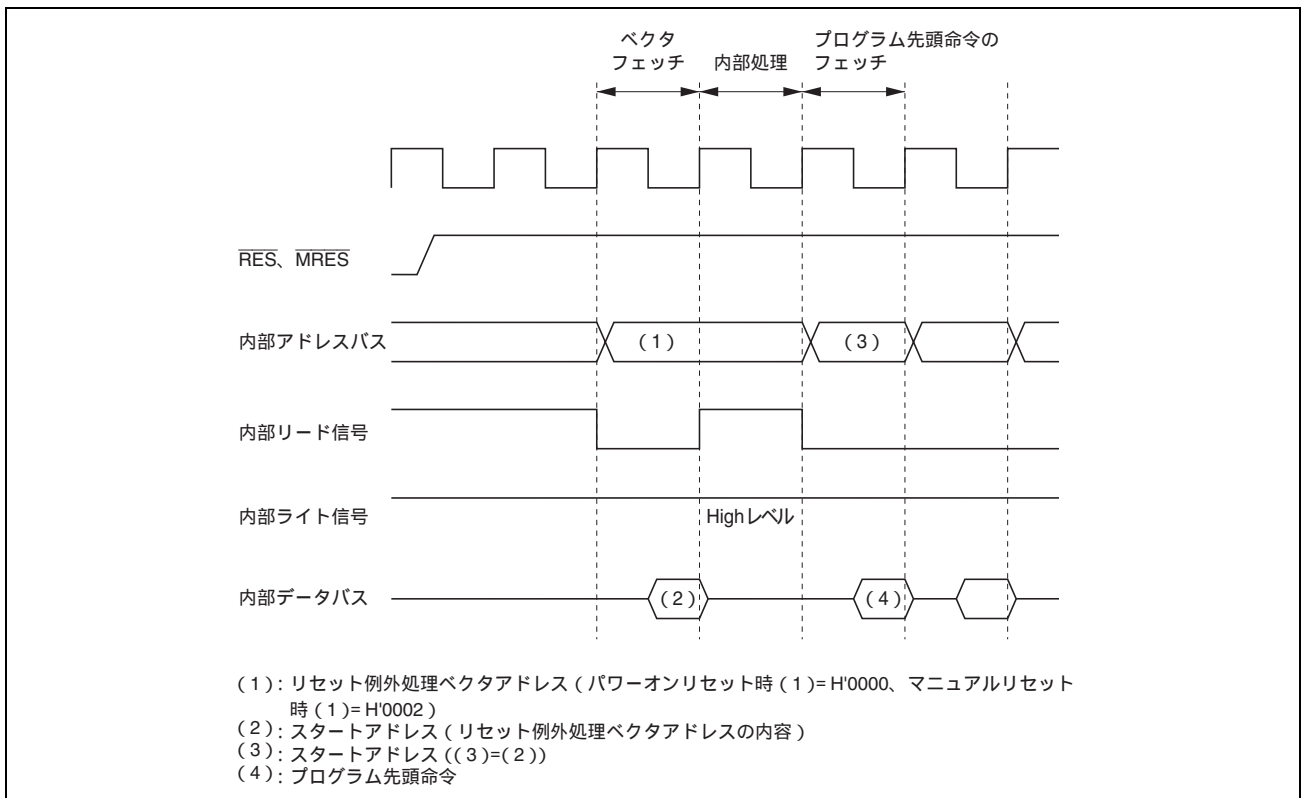 ベクタ
フェッチ
内部処理
プログラム先頭命令の
フェッチ
RES、MRES
内部アドレスバス
(1)
(3)
内部リード信号
内部ライト信号
Highレベル
内部データバス
(2)
(4)
(1): リセット例外処理ベクタアドレス(パワーオンリセット時(1)= H'0000、マニュアルリセット
時(1)= H'0002)
(2): スタートアドレス(リセット例外処理ベクタアドレスの内容)
(3): スタートアドレス((3)=(2))
(4): プログラム先頭命令